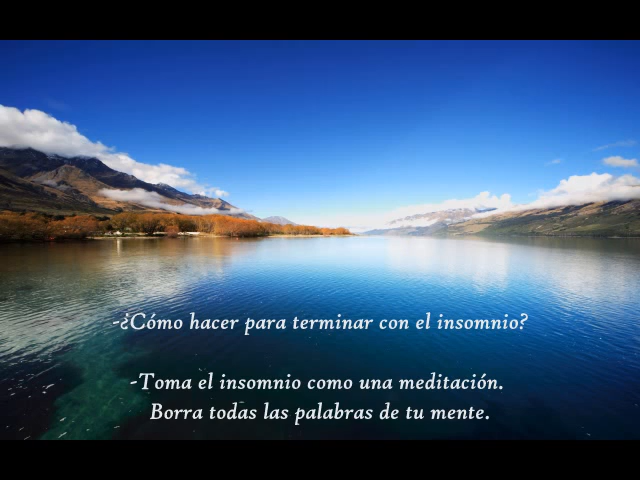 -¿Cómo hacer para terminar con el insomnio?
-Toma el insomnio como una meditación.
Borra todas las palabras de tu mente.